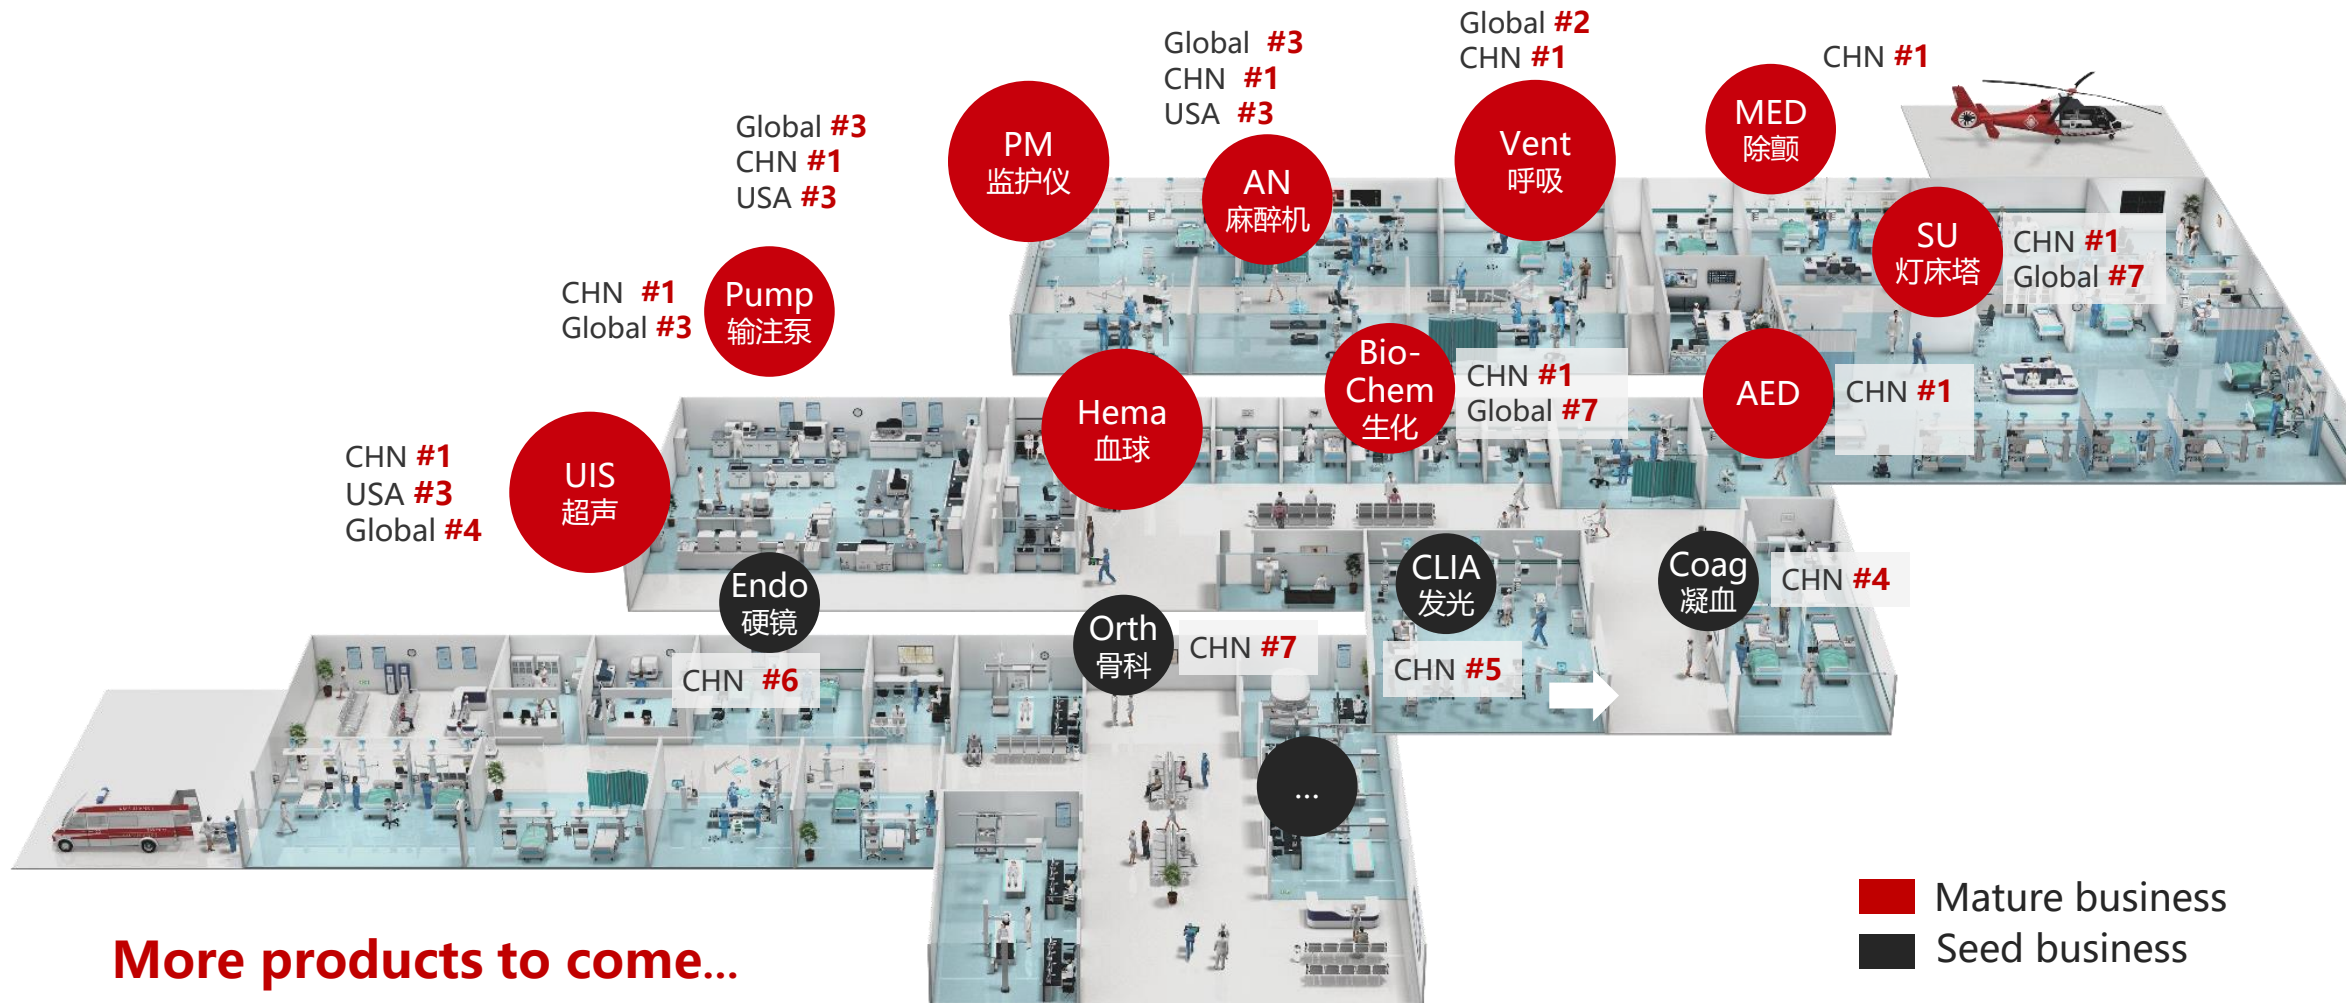 Global #2
CHN #1
Global #3
CHN #1
USA #3
CHN #1
Global #3
CHN #1
USA #3
PM
监护仪
AN
麻醉机
Vent
呼吸
MED
除颤
SU
灯床塔
CHN #1
Global #7
CHN #1
Global #3
Pump
输注泵
Bio-
Chem
生化
CHN #1
Global #7
AED
CHN #1
Hema
血球
CHN #1
USA #3
Global #4
UIS
超声
Endo
硬镜
CHN #6
Orth
骨科
CHN #7
CLIA
发光
CHN #5
Coag
凝血
CHN #4
...
Mature business
Seed business
More products to come...